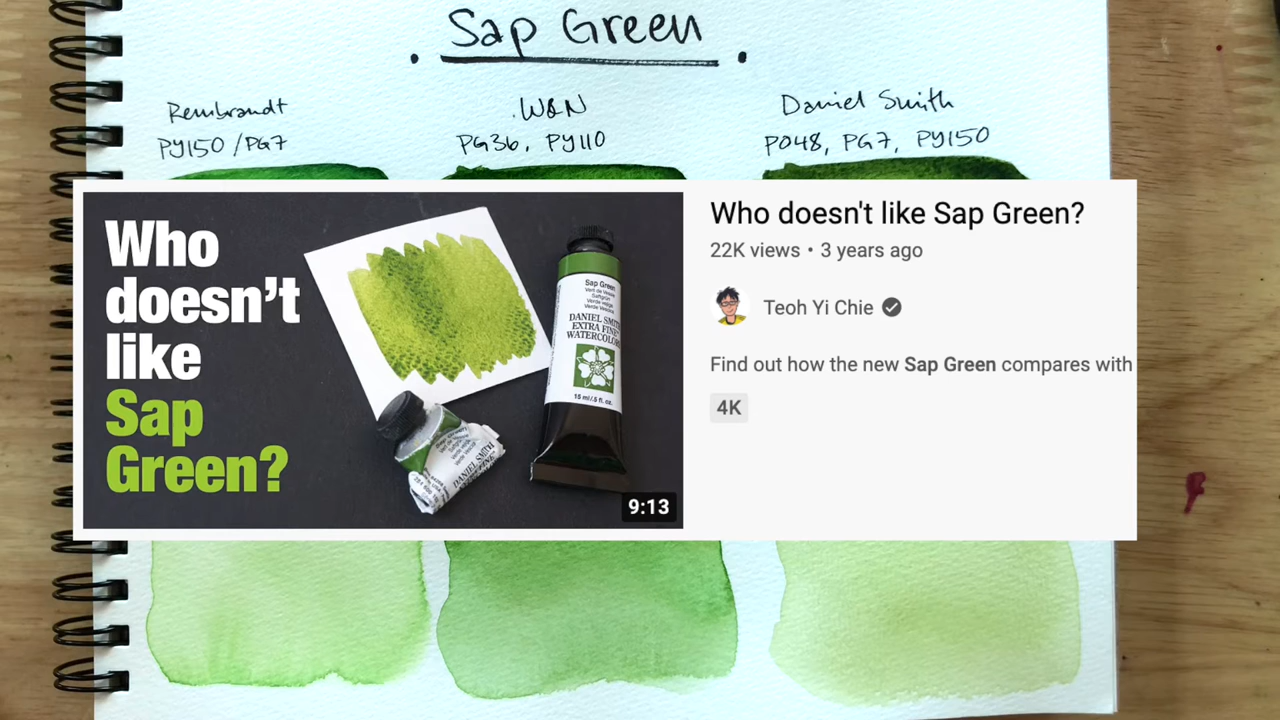 Sap Green
Rembrandt
PY150 / PG7
W&N
PG36, PY110
Daniel Smith
PO48, PG7, PY150
Who
doesn't
like
Sap
Green?
Sap Green
DANIEL SMITH
EXTRA FINE
WATERCOLORS
15 ml/.5 fl. oz.
DANIEL SMITH
9:13
Who doesn't like Sap Green?
22K views • 3 years ago
Teoh Yi Chie
Find out how the new Sap Green compares with
4K